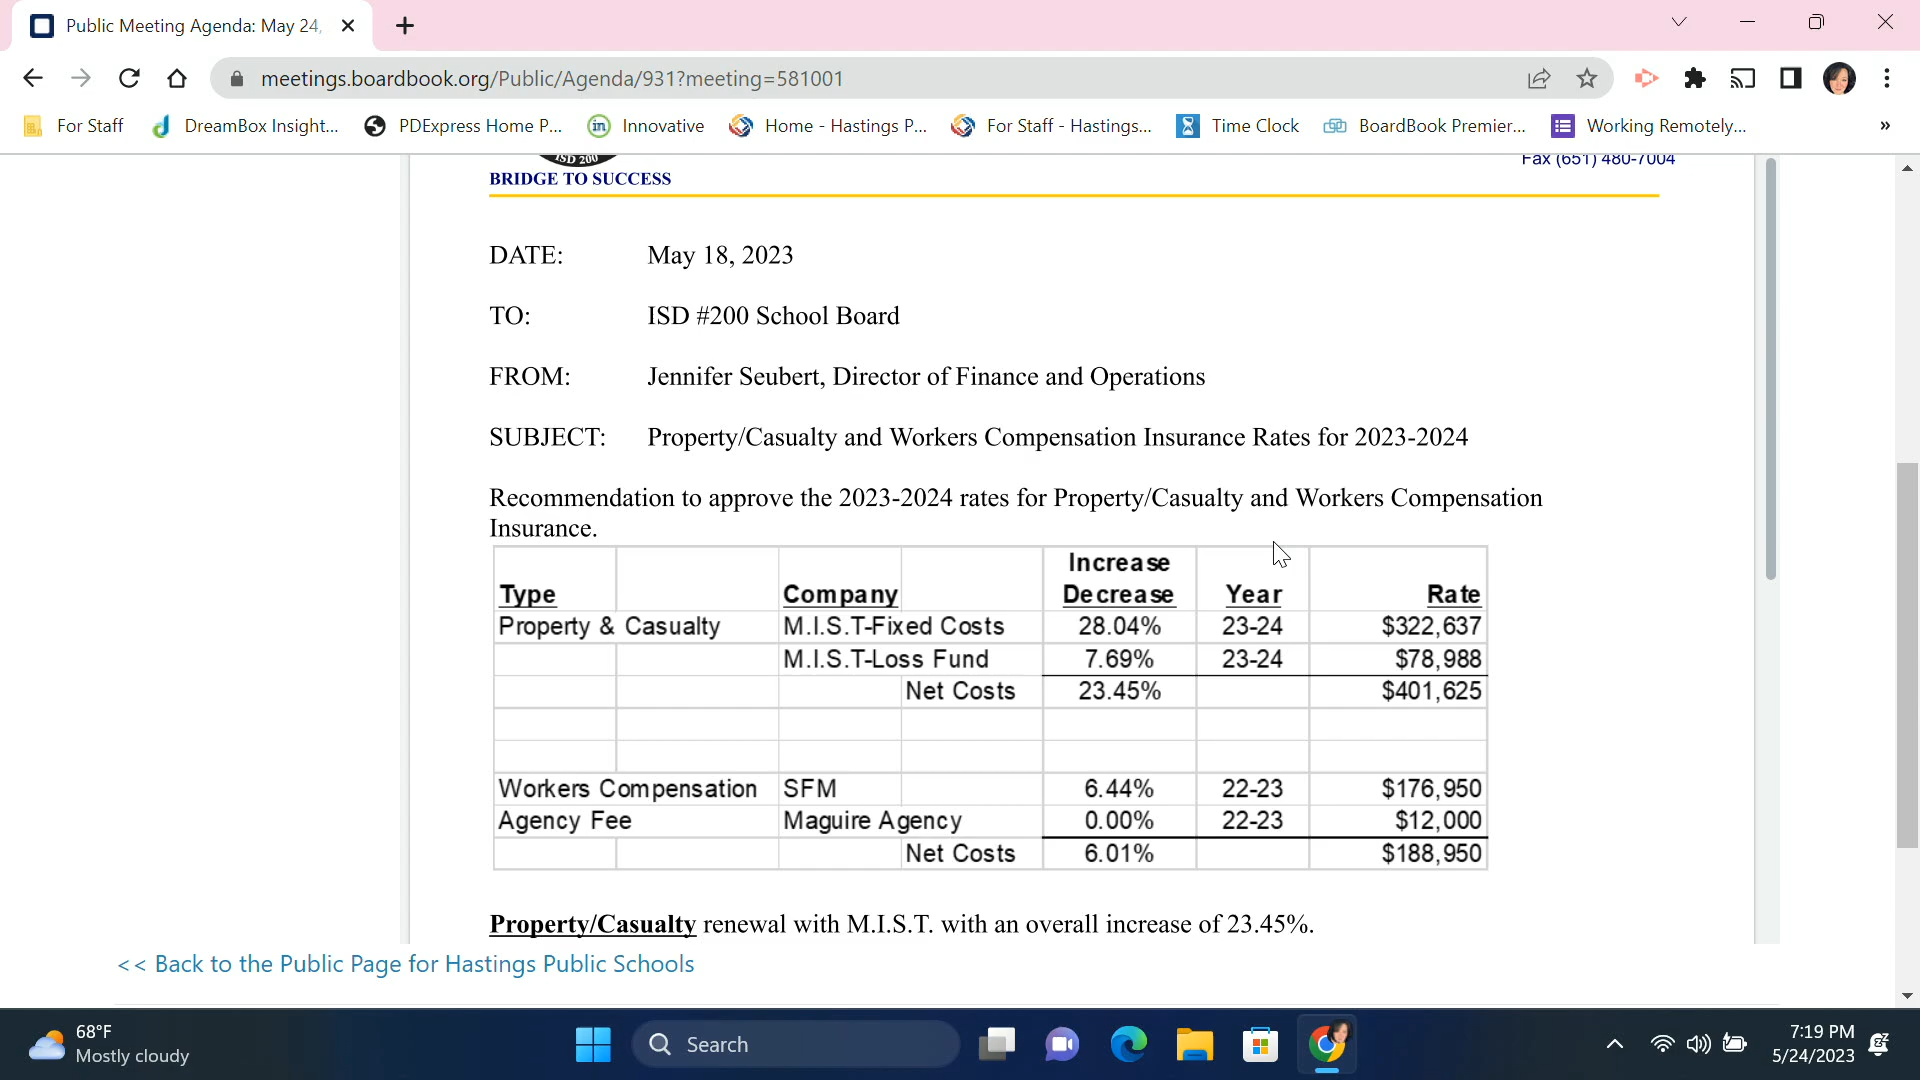 Public Meeting Agenda: May 24,
meetings.boardbook.org/Public/Agenda/931?meeting=581001
For Staff DreamBox Insight... PDExpress Home P... in Innovative Home - Hastings P... For Staff - Hastings... Time Clock BoardBook Premier... Working Remotely... »
ISD 200 Fax (651) 480-7004
BRIDGE TO SUCCESS
DATE: May 18, 2023
TO: ISD #200 School Board
FROM: Jennifer Seubert, Director of Finance and Operations
SUBJECT: Property/Casualty and Workers Compensation Insurance Rates for 2023-2024
Recommendation to approve the 2023-2024 rates for Property/Casualty and Workers Compensation
Insurance.
Increase
Type Company Decrease Year Rate
Property & Casualty M.I.S.T-Fixed Costs 28.04% 23-24 $322,637
M.I.S.T-Loss Fund 7.69% 23-24 $78,988
Net Costs 23.45% $401,625
Workers Compensation SFM 6.44% 22-23 $176,950
Agency Fee Maguire Agency 0.00% 22-23 $12,000
Net Costs 6.01% $188,950
Property/Casualty renewal with M.I.S.T. with an overall increase of 23.45%.
<< Back to the Public Page for Hastings Public Schools
68°F
Mostly cloudy
Search
7:19 PM
5/24/2023